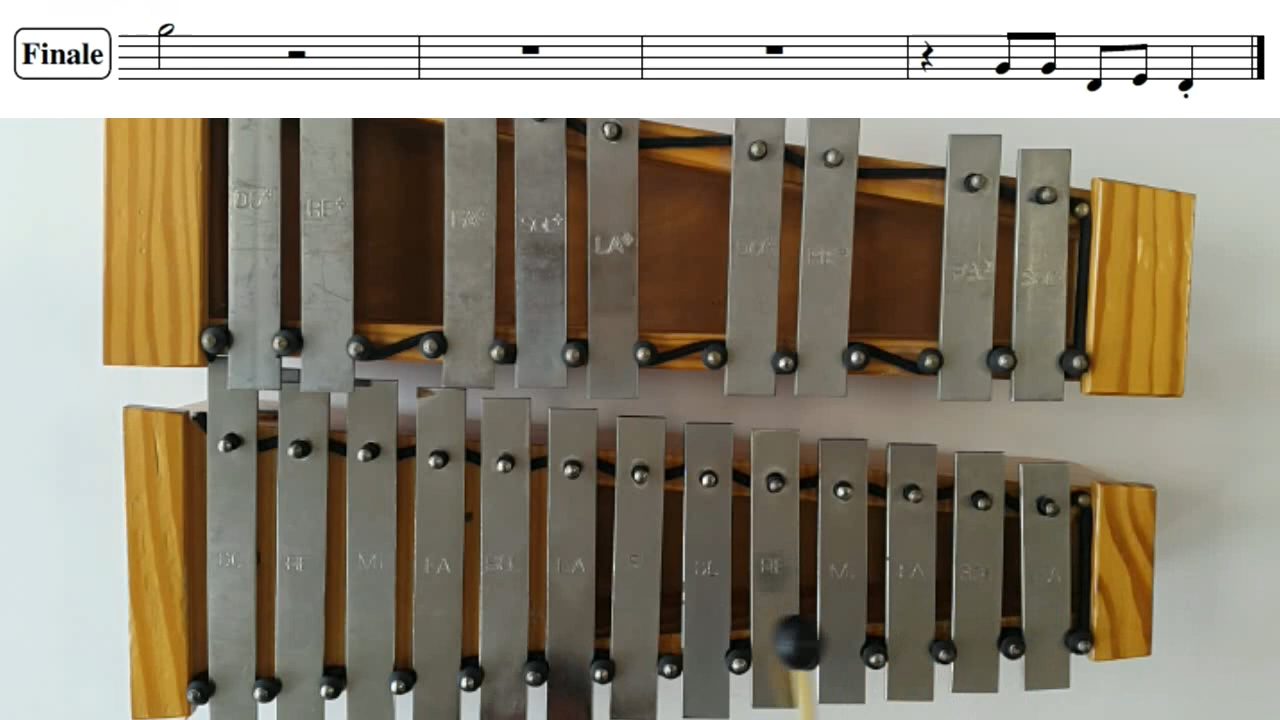 Finale
DO# RE# FA# SOL# LA# DO# RE# FA# SOL#
DO RE MI FA SOL LA SI DO RE MI FA SOL LA